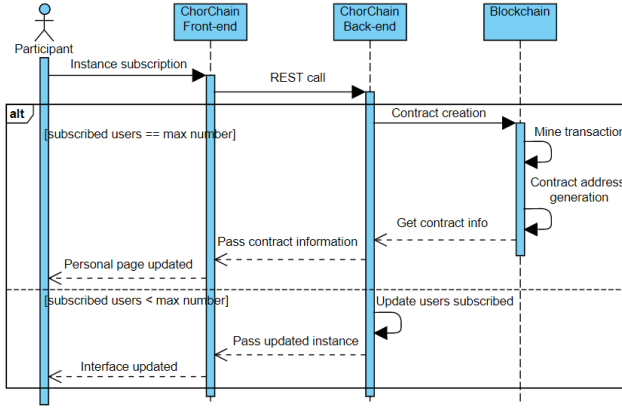 ChorChain
Front-end
ChorChain
Back-end
Blockchain
Participant
Instance subscription
REST call
alt
Contract creation
[subscribed users == max number]
Mine transaction
Contract address
generation
Get contract info
Pass contract information
Personal page updated
[subscribed users < max number]
Update users subscribed
Pass updated instance
Interface updated